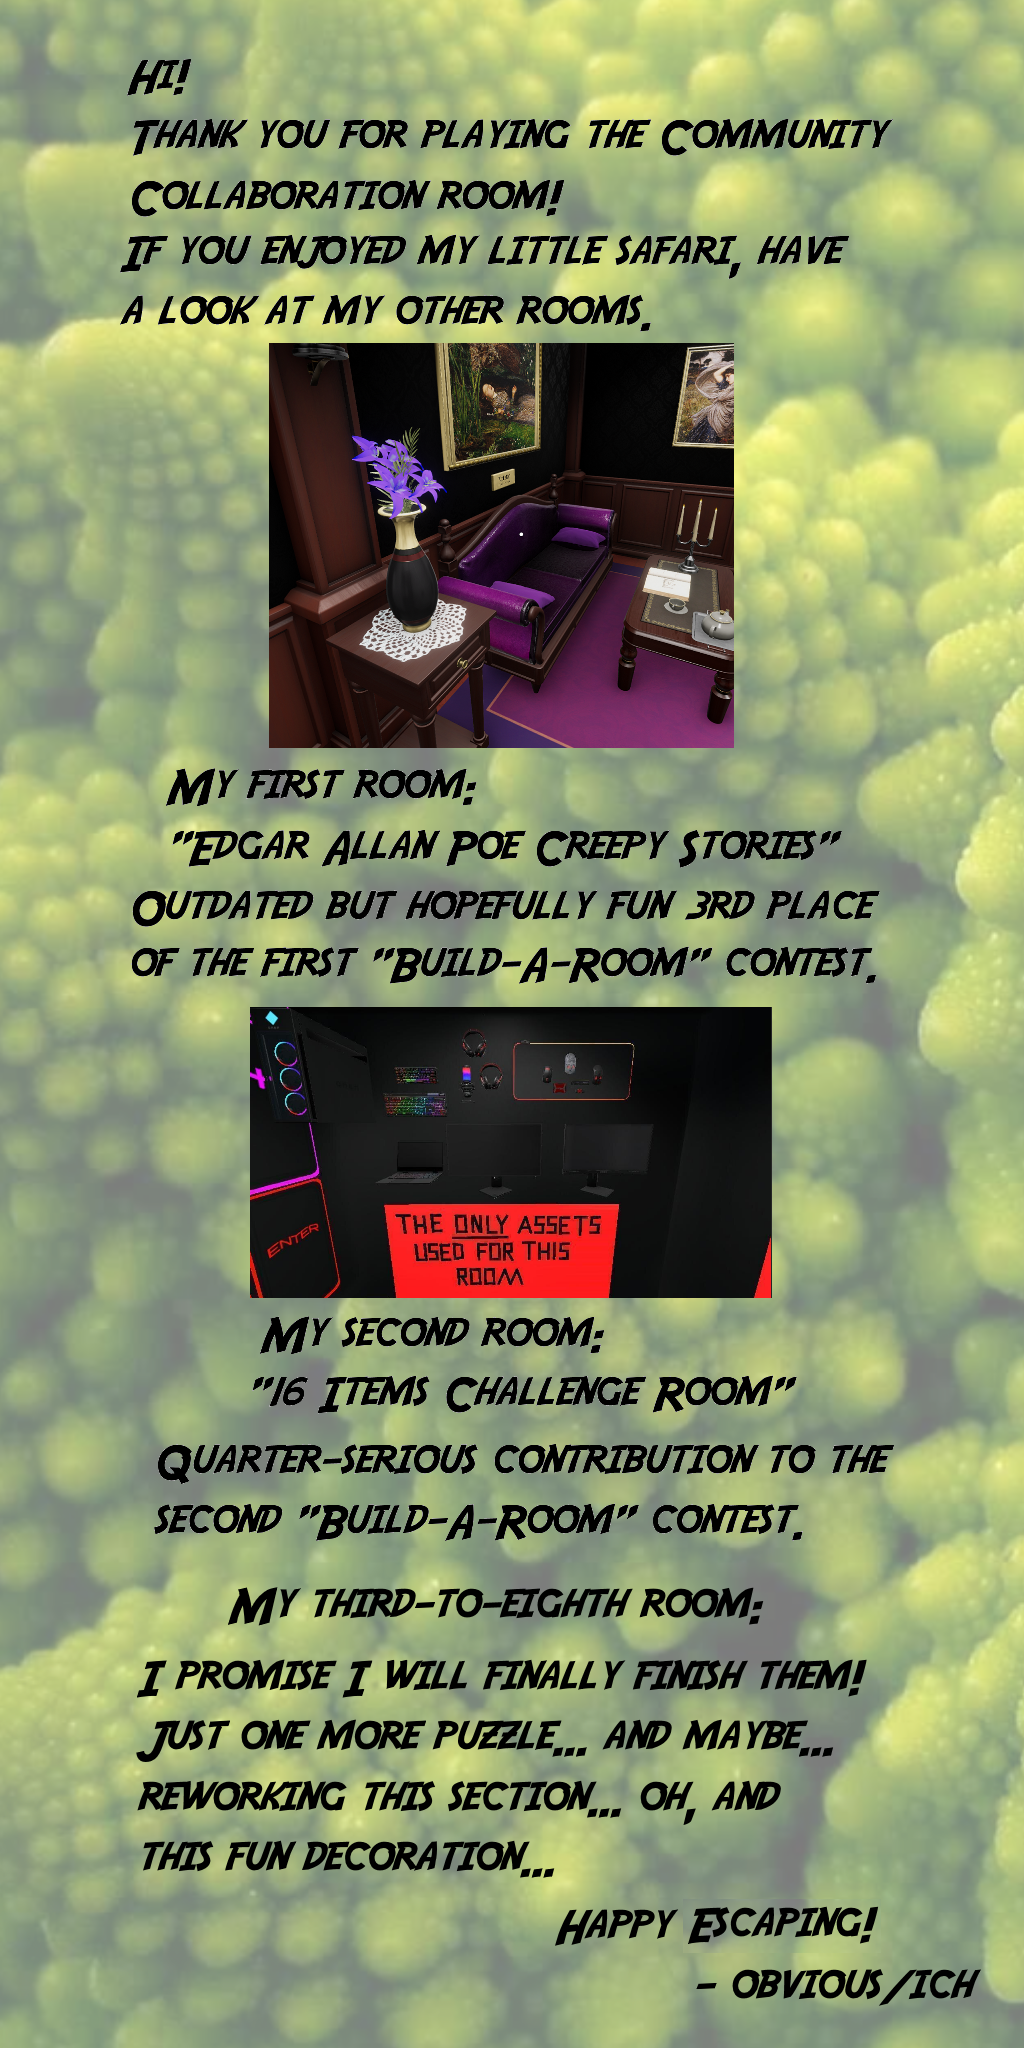 Hi!
Thank you for playing the Community
Collaboration room!
If you enjoyed my little safari, have
a look at my other rooms.
My first room:
"Edgar Allan Poe Creepy Stories"
Outdated but hopefully fun 3rd place
of the first "Build-A-Room" contest.
ENTER
THE ONLY ASSETS
USED FOR THIS
ROOM
My second room:
"16 Items Challenge Room"
Quarter-serious contribution to the
second "Build-A-Room" contest.
My third-to-eighth room:
I promise I will finally finish them!
Just one more puzzle... and maybe...
reworking this section... oh, and
this fun decoration...
Happy Escaping!
- obvious/ich